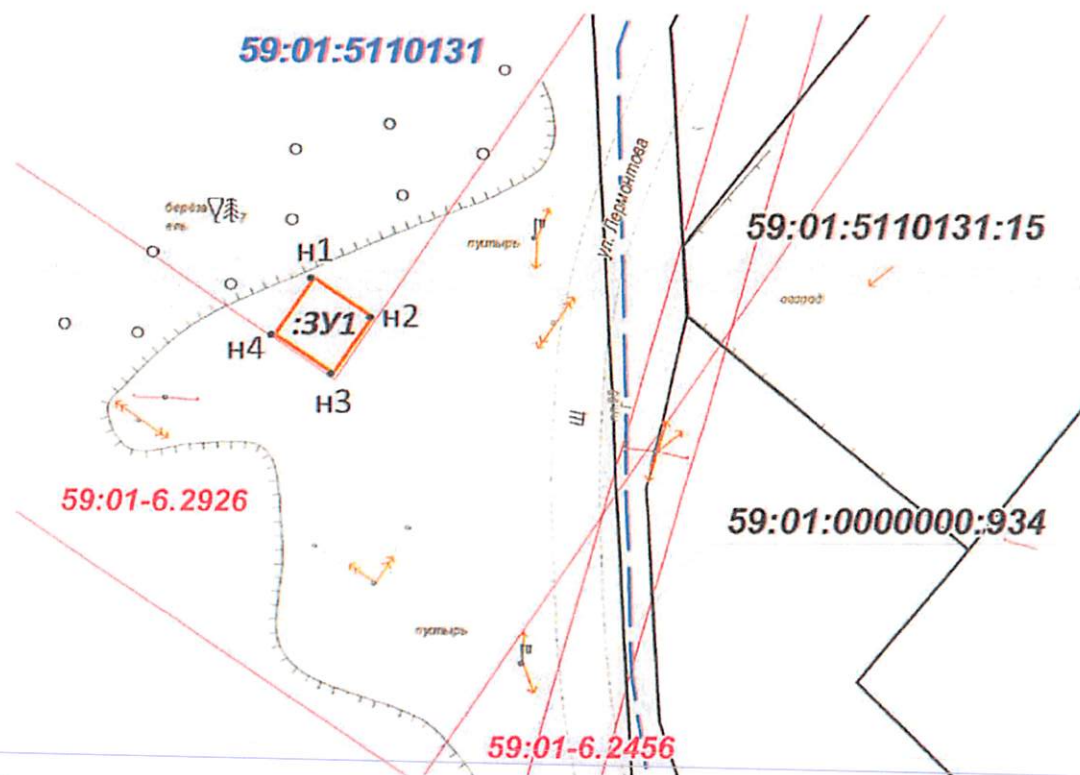 59:01:5110131
берёза
ель
н1
пустырь
ул. Лермонтова
59:01:5110131:15
огород
:ЗУ1
н2
н4
н3
59:01-6.2926
59:01:0000000:934
пустырь
59:01-6.2456